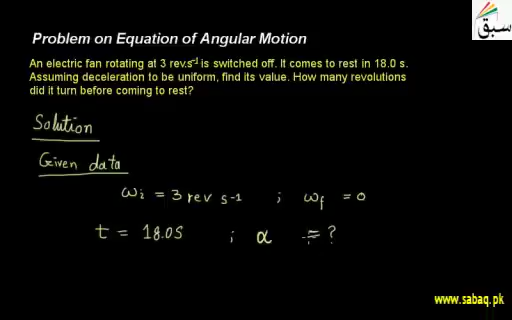 سبق
Problem on Equation of Angular Motion
An electric fan rotating at 3 rev.s⁻¹ is switched off. It comes to rest in 18.0 s.
Assuming deceleration to be uniform, find its value. How many revolutions
did it turn before coming to rest?
Solution
Given data
ωi = 3 rev s-1 ; ωf = 0
t = 18.0S ; α = ?
www.sabaq.pk